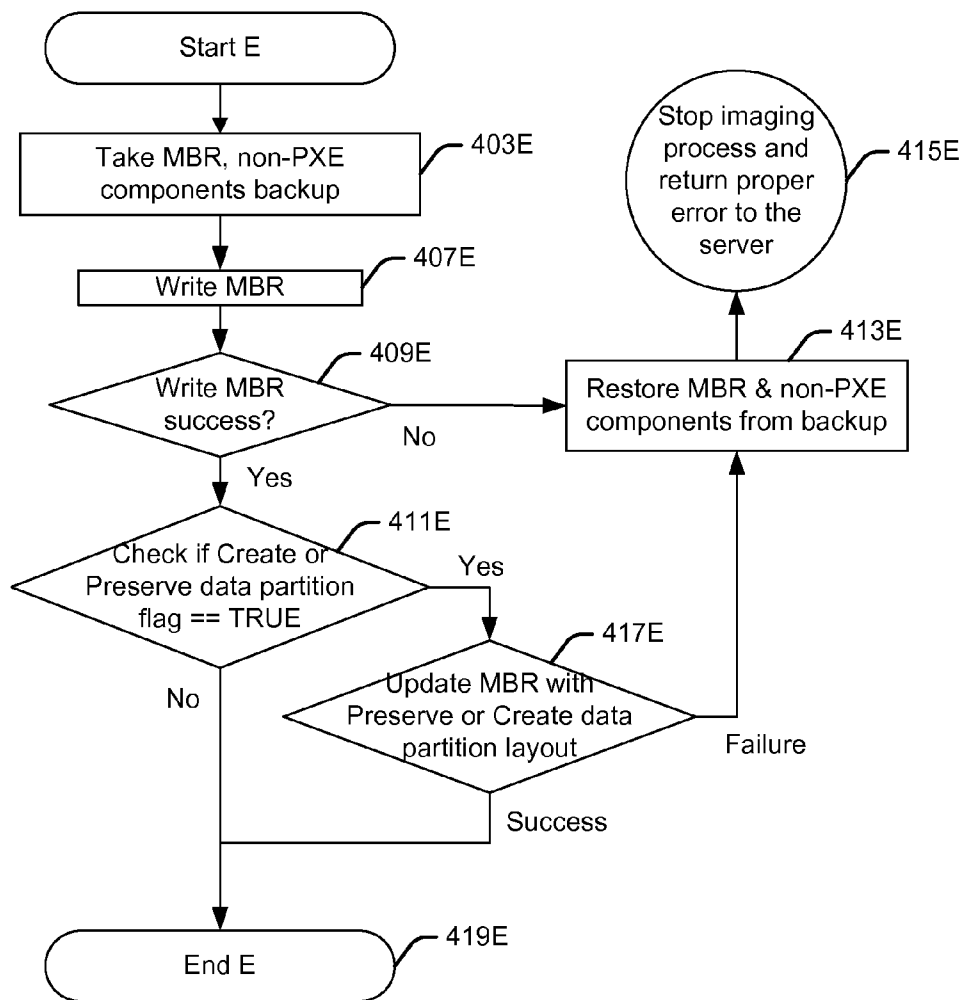 Start E
Take MBR, non-PXE
components backup
403E
Write MBR
407E
Write MBR
success?
409E
No
Yes
Restore MBR & non-PXE
components from backup
413E
Stop imaging
process and
return proper
error to the
server
415E
Check if Create or
Preserve data partition
flag == TRUE
411E
Yes
No
Update MBR with
Preserve or Create data
partition layout
417E
Failure
Success
End E
419E